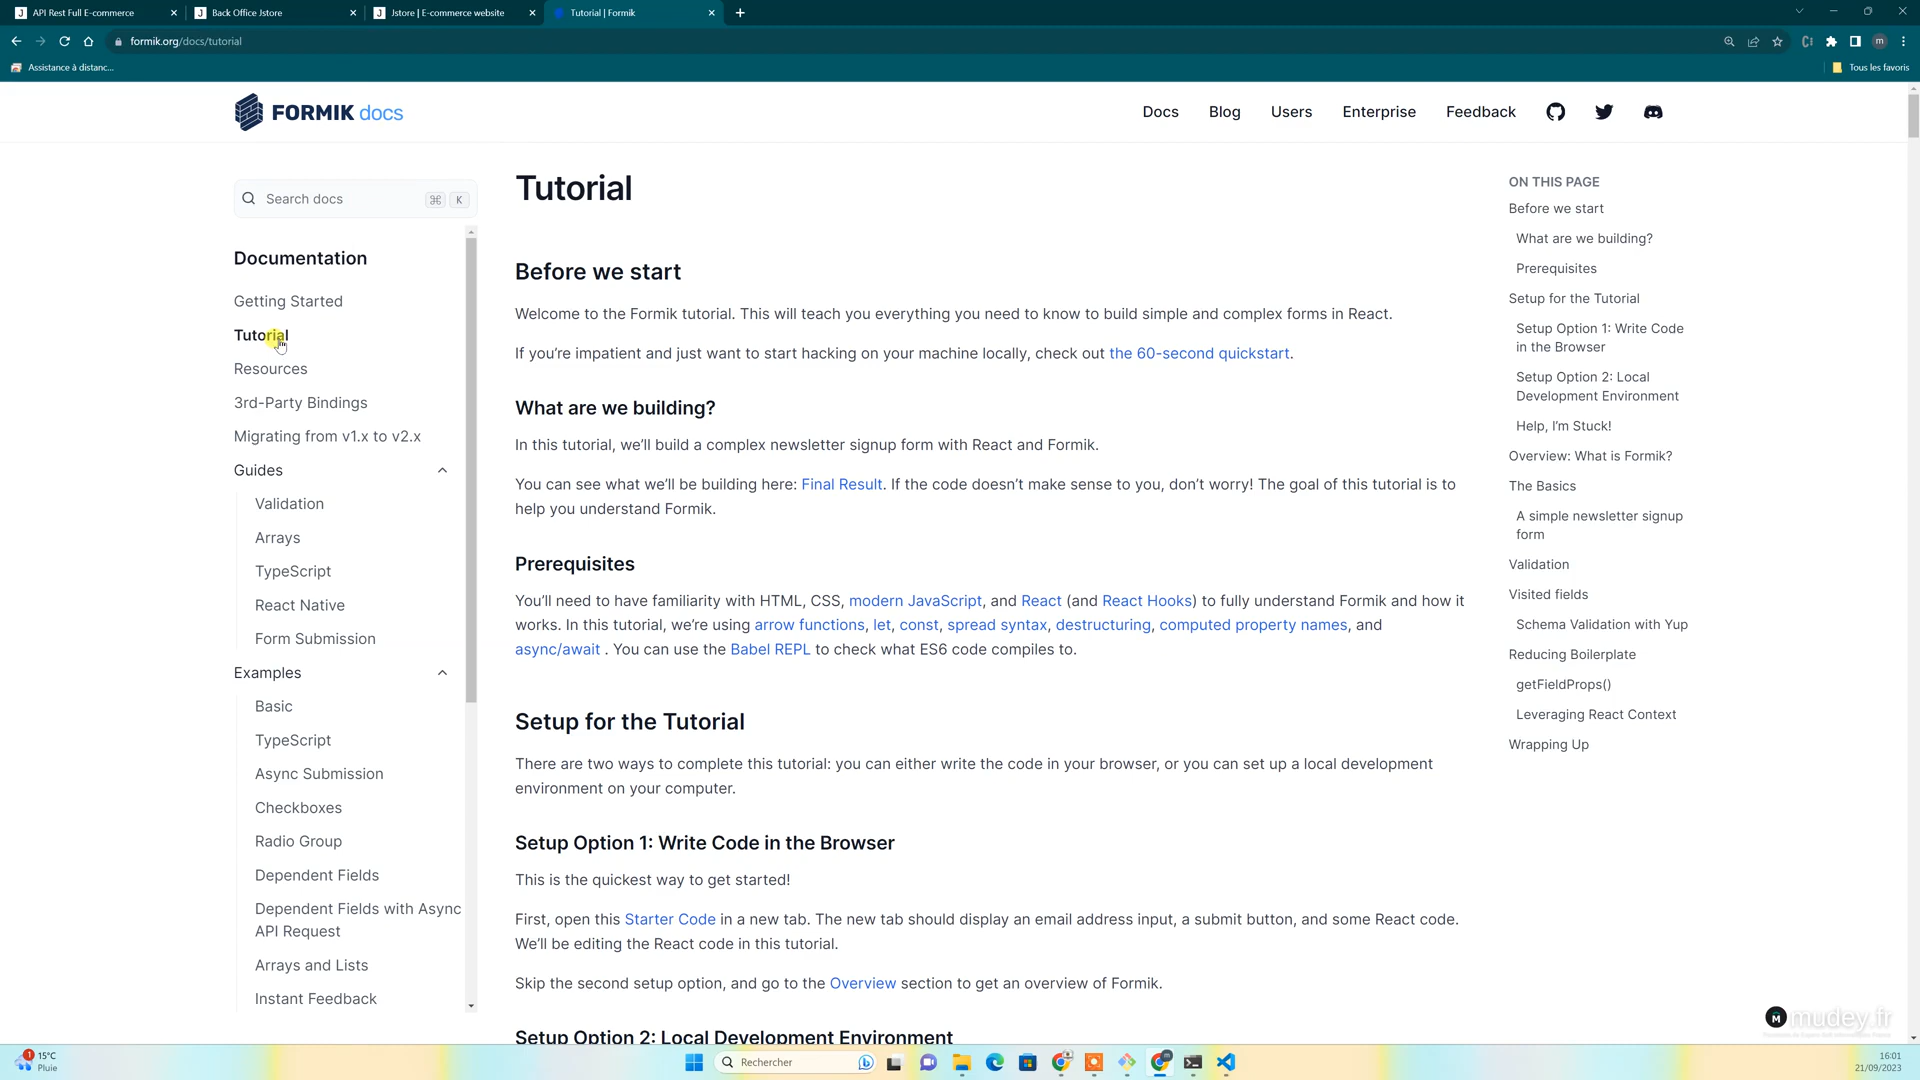 API Rest Full E-commerce
Back Office Jstore
Jstore | E-commerce website
Tutorial | Formik
formik.org/docs/tutorial
Assistance à distanc...
Tous les favoris
FORMIK docs
Docs
Blog
Users
Enterprise
Feedback
Search docs
⌘ K
Documentation
Getting Started
Tutorial
Resources
3rd-Party Bindings
Migrating from v1.x to v2.x
Guides
Validation
Arrays
TypeScript
React Native
Form Submission
Examples
Basic
TypeScript
Async Submission
Checkboxes
Radio Group
Dependent Fields
Dependent Fields with Async
API Request
Arrays and Lists
Instant Feedback
Tutorial
Before we start
Welcome to the Formik tutorial. This will teach you everything you need to know to build simple and complex forms in React.
If you're impatient and just want to start hacking on your machine locally, check out the 60-second quickstart.
What are we building?
In this tutorial, we'll build a complex newsletter signup form with React and Formik.
You can see what we'll be building here: Final Result. If the code doesn't make sense to you, don't worry! The goal of this tutorial is to
help you understand Formik.
Prerequisites
You'll need to have familiarity with HTML, CSS, modern JavaScript, and React (and React Hooks) to fully understand Formik and how it
works. In this tutorial, we're using arrow functions, let, const, spread syntax, destructuring, computed property names, and
async/await . You can use the Babel REPL to check what ES6 code compiles to.
Setup for the Tutorial
There are two ways to complete this tutorial: you can either write the code in your browser, or you can set up a local development
environment on your computer.
Setup Option 1: Write Code in the Browser
This is the quickest way to get started!
First, open this Starter Code in a new tab. The new tab should display an email address input, a submit button, and some React code.
We'll be editing the React code in this tutorial.
Skip the second setup option, and go to the Overview section to get an overview of Formik.
Setup Option 2: Local Development Environment
ON THIS PAGE
Before we start
What are we building?
Prerequisites
Setup for the Tutorial
Setup Option 1: Write Code
in the Browser
Setup Option 2: Local
Development Environment
Help, I'm Stuck!
Overview: What is Formik?
The Basics
A simple newsletter signup
form
Validation
Visited fields
Schema Validation with Yup
Reducing Boilerplate
getFieldProps()
Leveraging React Context
Wrapping Up
mudey.fr
1
15°C
Pluie
Rechercher
16:01
21/09/2023